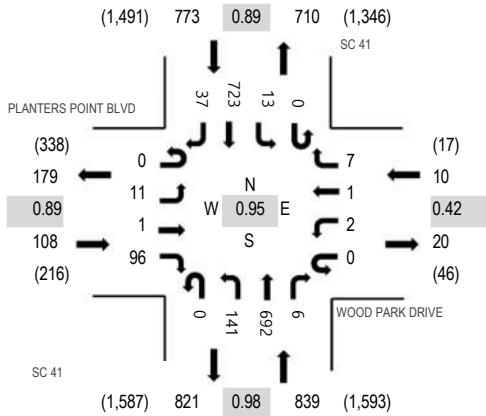 (1,491) 773 0.89 710 (1,346)
SC 41
PLANTERS POINT BLVD
37 723 13 0
(338)
179
0.89
108
(216)
0
11
1
96
N
W 0.95 E
S
7
1
2
0
(17)
10
0.42
20
(46)
0 141 692 6
WOOD PARK DRIVE
SC 41
(1,587) 821 0.98 839 (1,593)